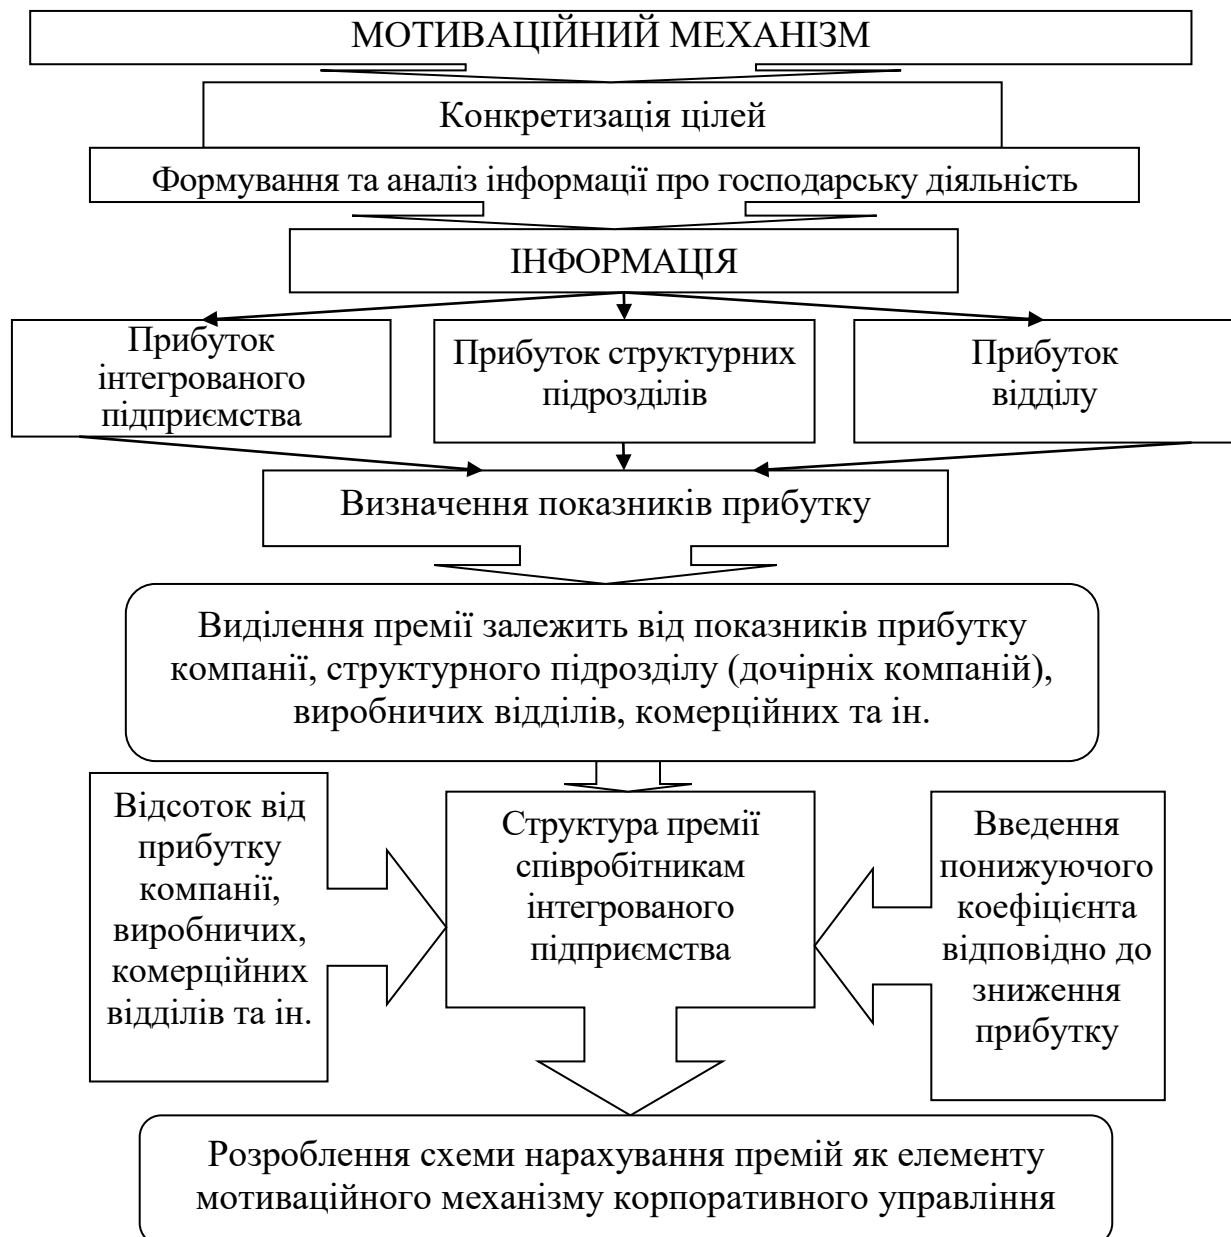 МОТИВАЦІЙНИЙ МЕХАНІЗМ
Конкретизація цілей
Формування та аналіз інформації про господарську діяльність
ІНФОРМАЦІЯ
Прибуток
інтегрованого
підприємства
Прибуток структурних
підрозділів
Прибуток
відділу
Визначення показників прибутку
Виділення премії залежить від показників прибутку
компанії, структурного підрозділу (дочірніх компаній),
виробничих відділів, комерційних та ін.
Відсоток від
прибутку
компанії,
виробничих,
комерційних
відділів та ін.
Структура премії
співробітникам
інтегрованого
підприємства
Введення
понижуючого
коефіцієнта
відповідно до
зниження
прибутку
Розроблення схеми нарахування премій як елементу
мотиваційного механізму корпоративного управління